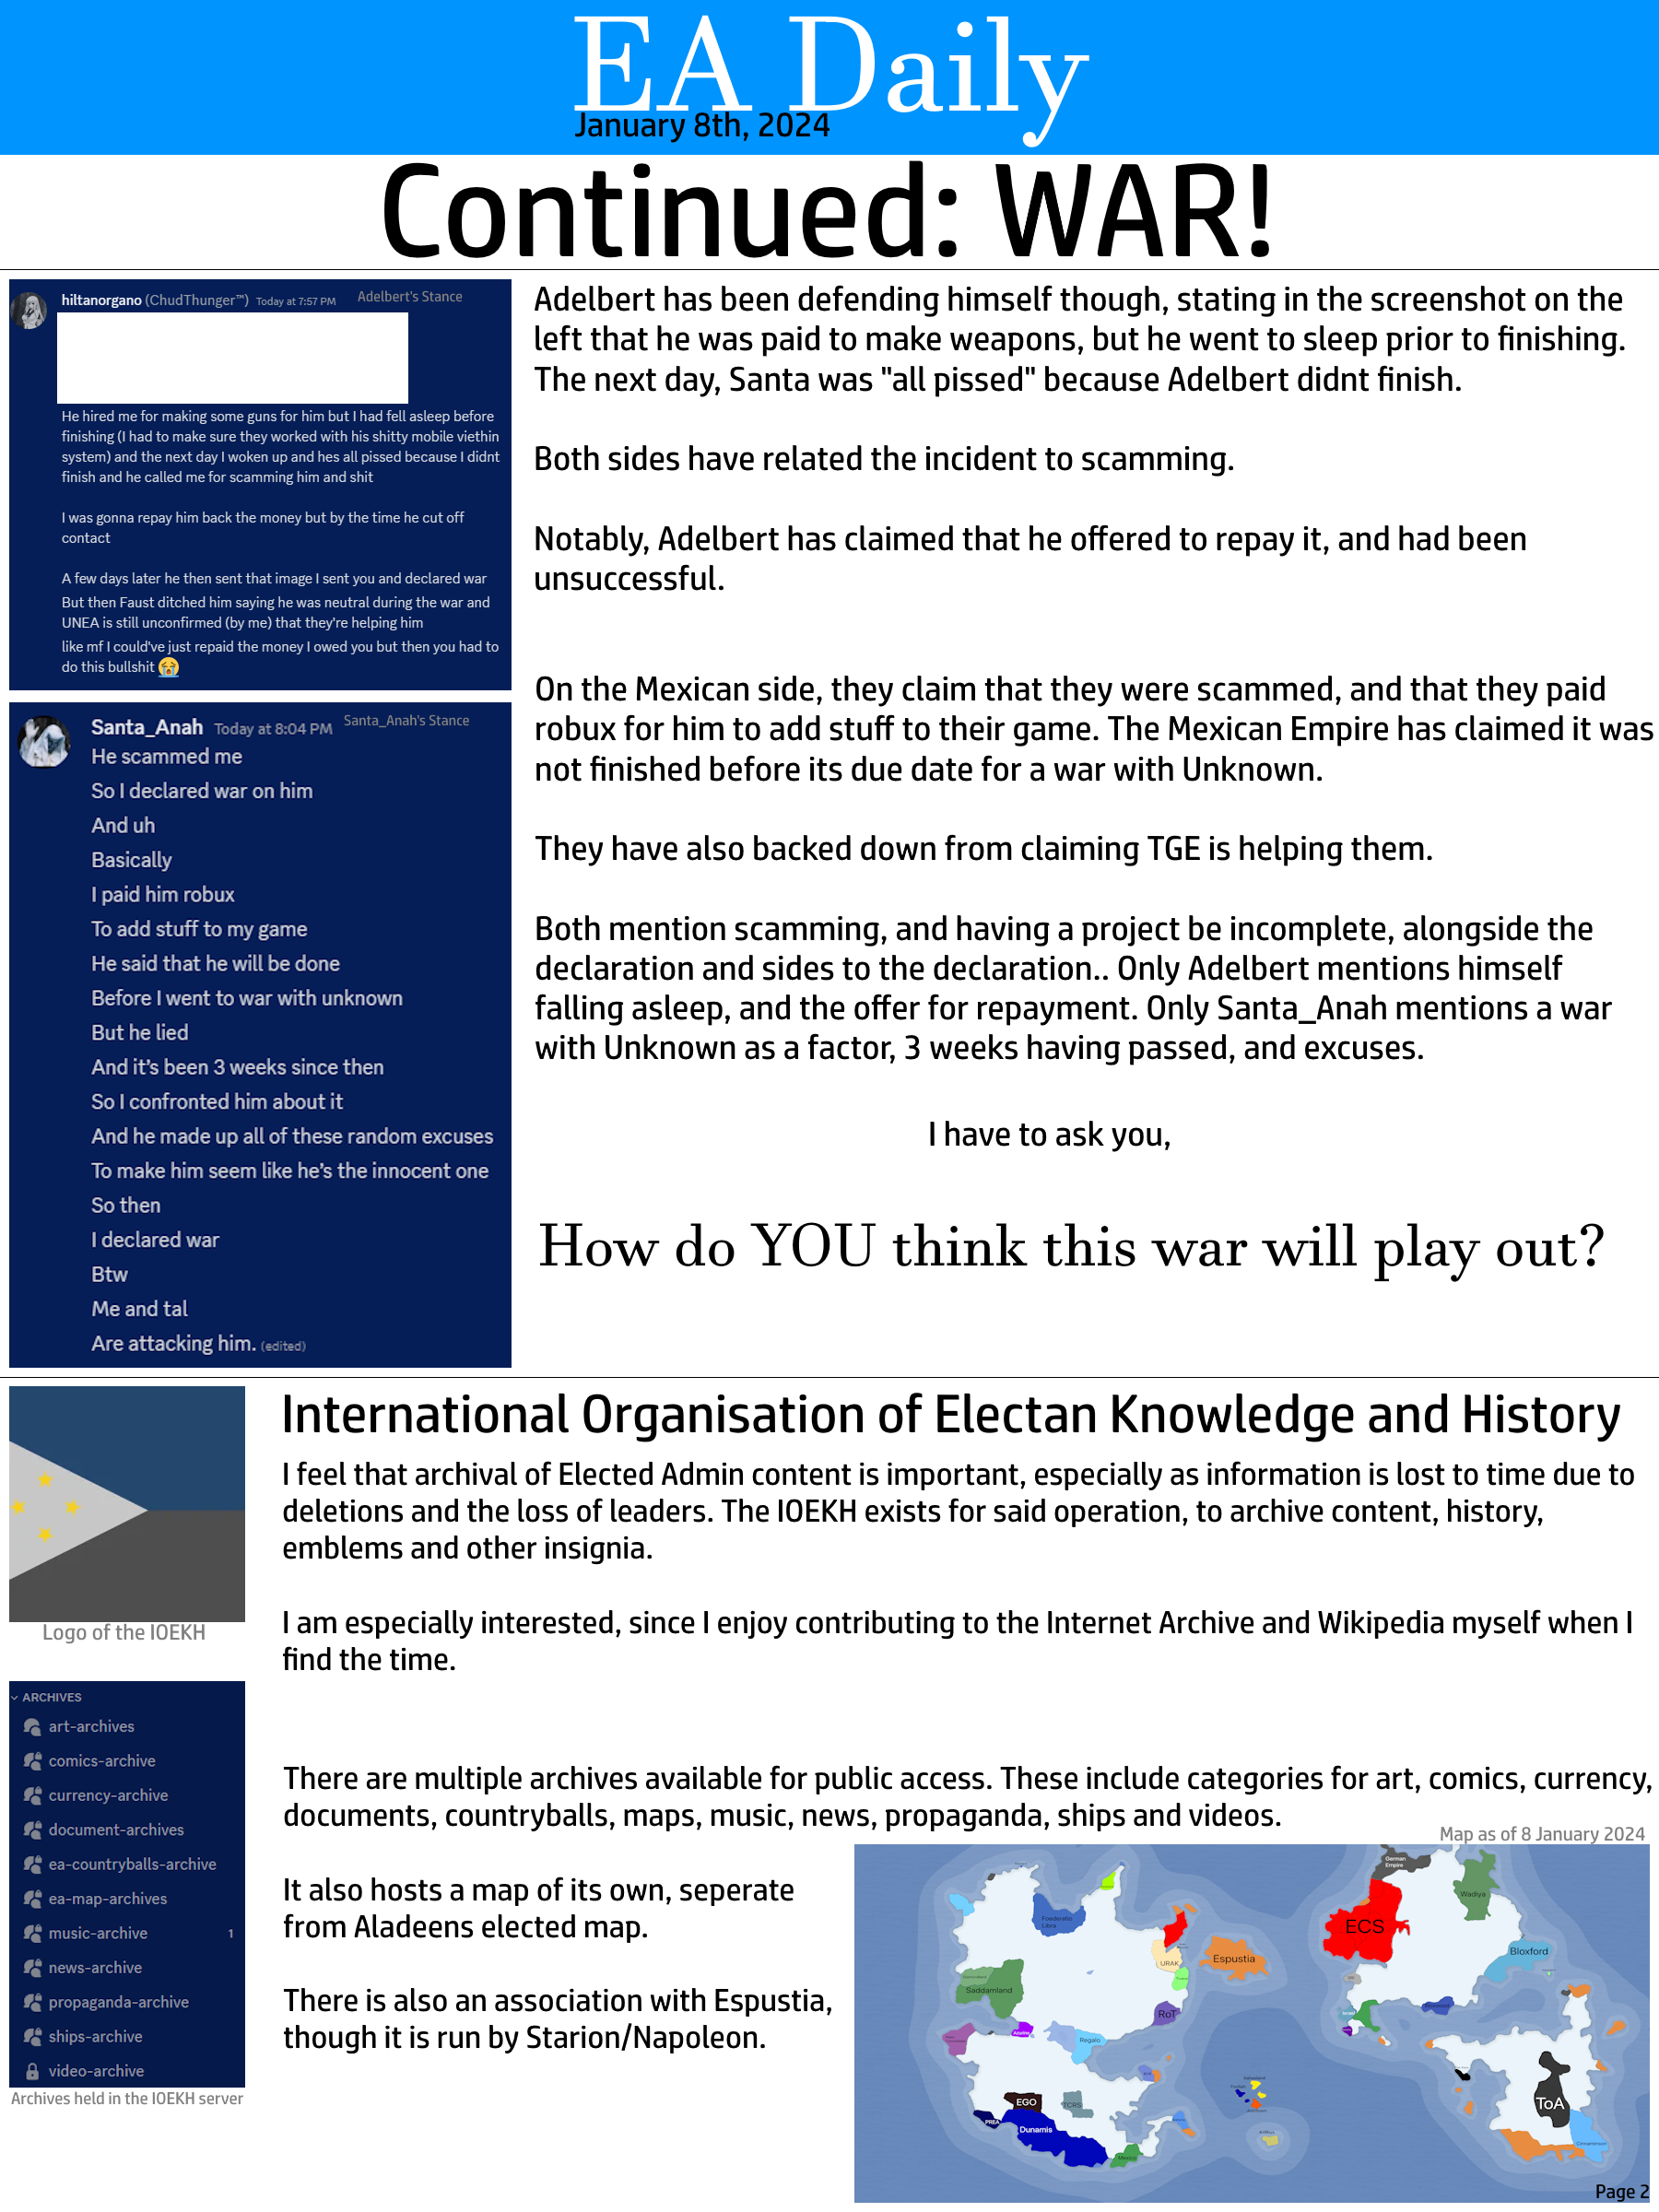 EA Daily
January 8th, 2024
Continued: WAR!
hiltanorgano (ChudThunger™) Today at 7:57 PM Adelbert's Stance
He hired me for making some guns for him but I had fell asleep before
finishing (I had to make sure they worked with his shitty mobile viethin
system) and the next day I woken up and hes all pissed because I didnt
finish and he called me for scamming him and shit
I was gonna repay him back the money but by the time he cut off
contact
A few days later he then sent that image I sent you and declared war
But then Faust ditched him saying he was neutral during the war and
UNEA is still unconfirmed (by me) that they're helping him
like mf I could've just repaid the money I owed you but then you had to
do this bullshit 😭
Adelbert has been defending himself though, stating in the screenshot on the
left that he was paid to make weapons, but he went to sleep prior to finishing.
The next day, Santa was "all pissed" because Adelbert didnt finish.
Both sides have related the incident to scamming.
Notably, Adelbert has claimed that he offered to repay it, and had been
unsuccessful.
Santa_Anah Today at 8:04 PM Santa_Anah's Stance
He scammed me
So I declared war on him
And uh
Basically
I paid him robux
To add stuff to my game
He said that he will be done
Before I went to war with unknown
But he lied
And it's been 3 weeks since then
So I confronted him about it
And he made up all of these random excuses
To make him seem like he's the innocent one
So then
I declared war
Btw
Me and tal
Are attacking him. (edited)
On the Mexican side, they claim that they were scammed, and that they paid
robux for him to add stuff to their game. The Mexican Empire has claimed it was
not finished before its due date for a war with Unknown.
They have also backed down from claiming TGE is helping them.
Both mention scamming, and having a project be incomplete, alongside the
declaration and sides to the declaration.. Only Adelbert mentions himself
falling asleep, and the offer for repayment. Only Santa_Anah mentions a war
with Unknown as a factor, 3 weeks having passed, and excuses.
I have to ask you,
How do YOU think this war will play out?
Logo of the IOEKH
International Organisation of Electan Knowledge and History
I feel that archival of Elected Admin content is important, especially as information is lost to time due to
deletions and the loss of leaders. The IOEKH exists for said operation, to archive content, history,
emblems and other insignia.
I am especially interested, since I enjoy contributing to the Internet Archive and Wikipedia myself when I
find the time.
ARCHIVES
art-archives
comics-archive
currency-archive
document-archives
ea-countryballs-archive
ea-map-archives
music-archive 1
news-archive
propaganda-archive
ships-archive
video-archive
Archives held in the IOEKH server
There are multiple archives available for public access. These include categories for art, comics, currency,
documents, countryballs, maps, music, news, propaganda, ships and videos.
It also hosts a map of its own, seperate
from Aladeens elected map.
There is also an association with Espustia,
though it is run by Starion/Napoleon.
Map as of 8 January 2024
German
Empire
Wadiya
Foederatio
Libra
ECS
Bloxford
URAK
Espustia
Saddamland
RoT
Regalo
EGO
TCRS
PREA
Dunamis
Mexico
ToA
Page 2